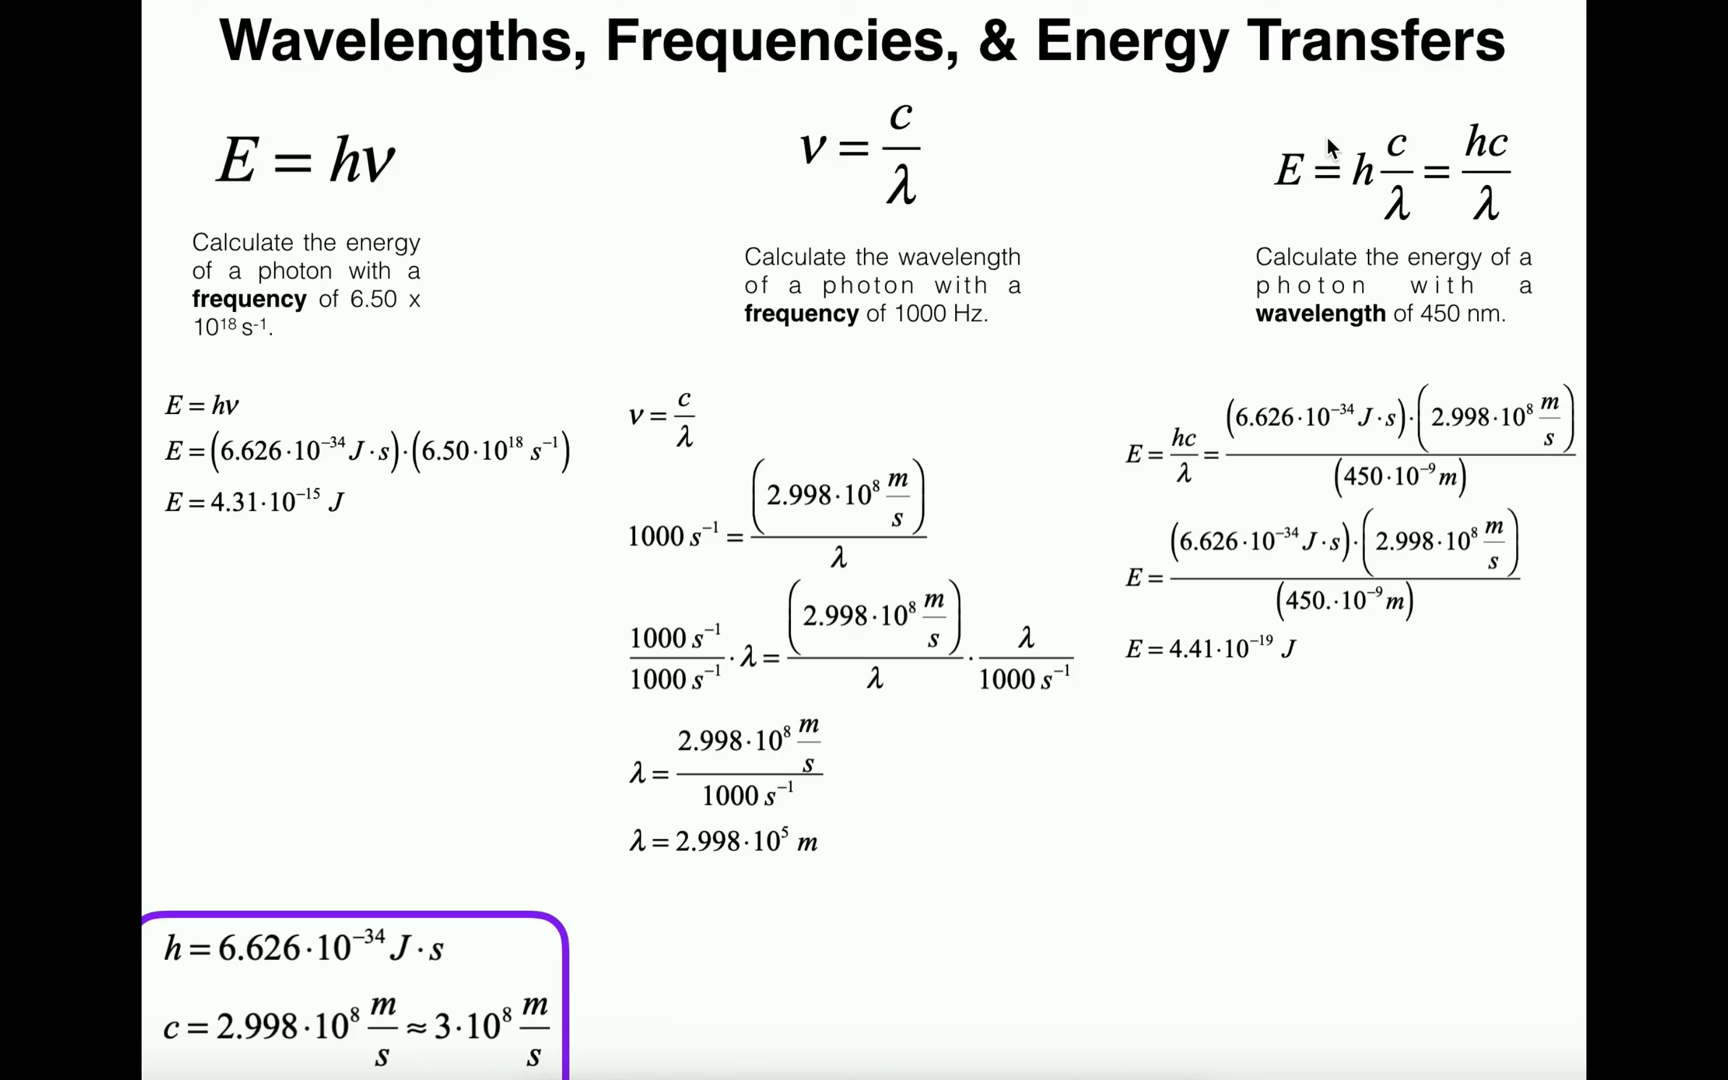 Wavelengths, Frequencies, & Energy Transfers
E = hν
Calculate the energy
of a photon with a
frequency of 6.50 x
10¹⁸ s⁻¹.
E = hν
E = (6.626·10⁻³⁴ J·s)·(6.50·10¹⁸ s⁻¹)
E = 4.31·10⁻¹⁵ J
ν = c/λ
Calculate the wavelength
of a photon with a
frequency of 1000 Hz.
ν = c/λ
1000 s⁻¹ = (2.998·10⁸ m/s)/λ
1000 s⁻¹/1000 s⁻¹ · λ = (2.998·10⁸ m/s)/λ · λ/1000 s⁻¹
λ = 2.998·10⁸ m/s / 1000 s⁻¹
λ = 2.998·10⁵ m
E = h c/λ = hc/λ
Calculate the energy of a
photon with a
wavelength of 450 nm.
E = hc/λ = (6.626·10⁻³⁴ J·s)·(2.998·10⁸ m/s)/(450·10⁻⁹ m)
E = (6.626·10⁻³⁴ J·s)·(2.998·10⁸ m/s)/(450.·10⁻⁹ m)
E = 4.41·10⁻¹⁹ J
h = 6.626·10⁻³⁴ J·s
c = 2.998·10⁸ m/s ≈ 3·10⁸ m/s